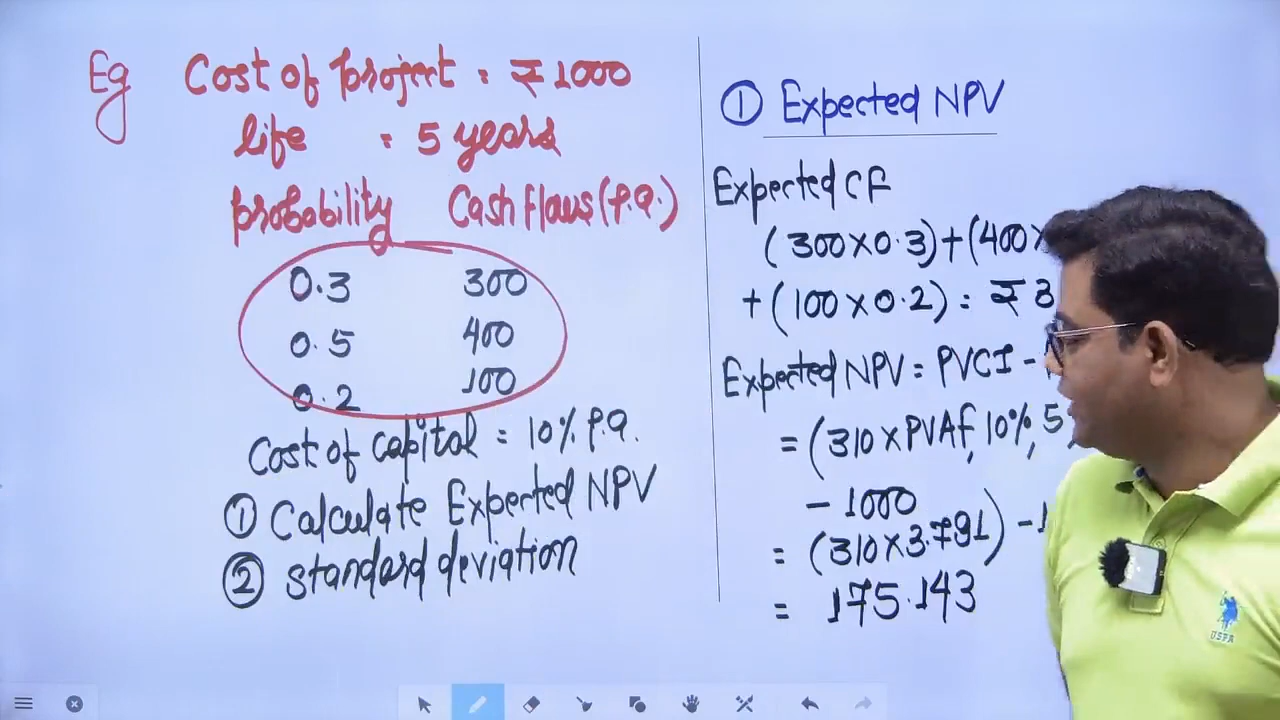 Eg Cost of project = ₹ 1000
life = 5 years
probability Cash flows (p.a.)
0.3 300
0.5 400
0.2 100
Cost of capital = 10% p.a.
① Calculate Expected NPV
② Standard deviation
① Expected NPV
Expected CF
(300×0.3)+(400×
+(100×0.2) = ₹ 3
Expected NPV = PVCI -
= (310×PVAF, 10%, 5
- 1000
= (310×3.791) - 1
= 175.143
USPA